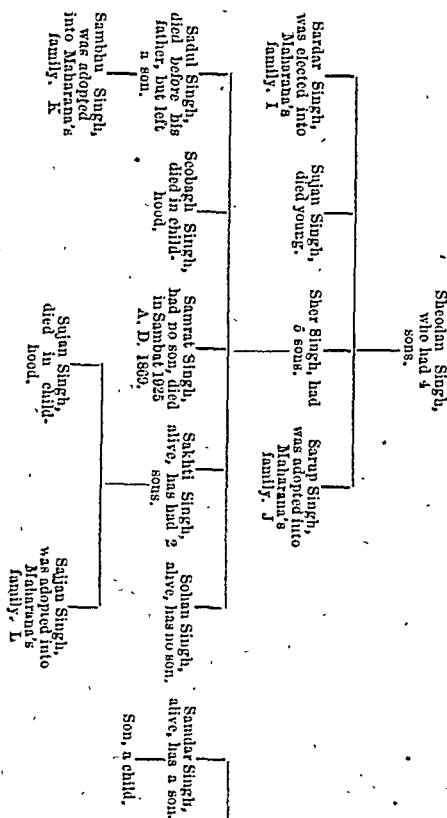 Sheodan Singh,
who had 4
sons.
Sardar Singh,
was elected into
Maharana's
family. I
Sujan Singh,
died young.
Sher Singh, had
5 sons.
Sarup Singh,
was adopted into
Maharana's
family. J
Sadul Singh,
died before his
father, but left
a son.
Seobagh Singh,
died in child-
hood.
Samrat Singh,
had no son, died
in Sambat 1925
A. D. 1869.
Sakhti Singh,
alive, has had 2
sons.
Sohan Singh,
alive, has no son.
Samdar Singh,
alive, has a son.
Sambhu Singh,
was adopted
into Maharana's
family. K
Sujan Singh,
died in child-
hood.
Sajjan Singh,
was adopted into
Maharana's
family. L
Son, a child.